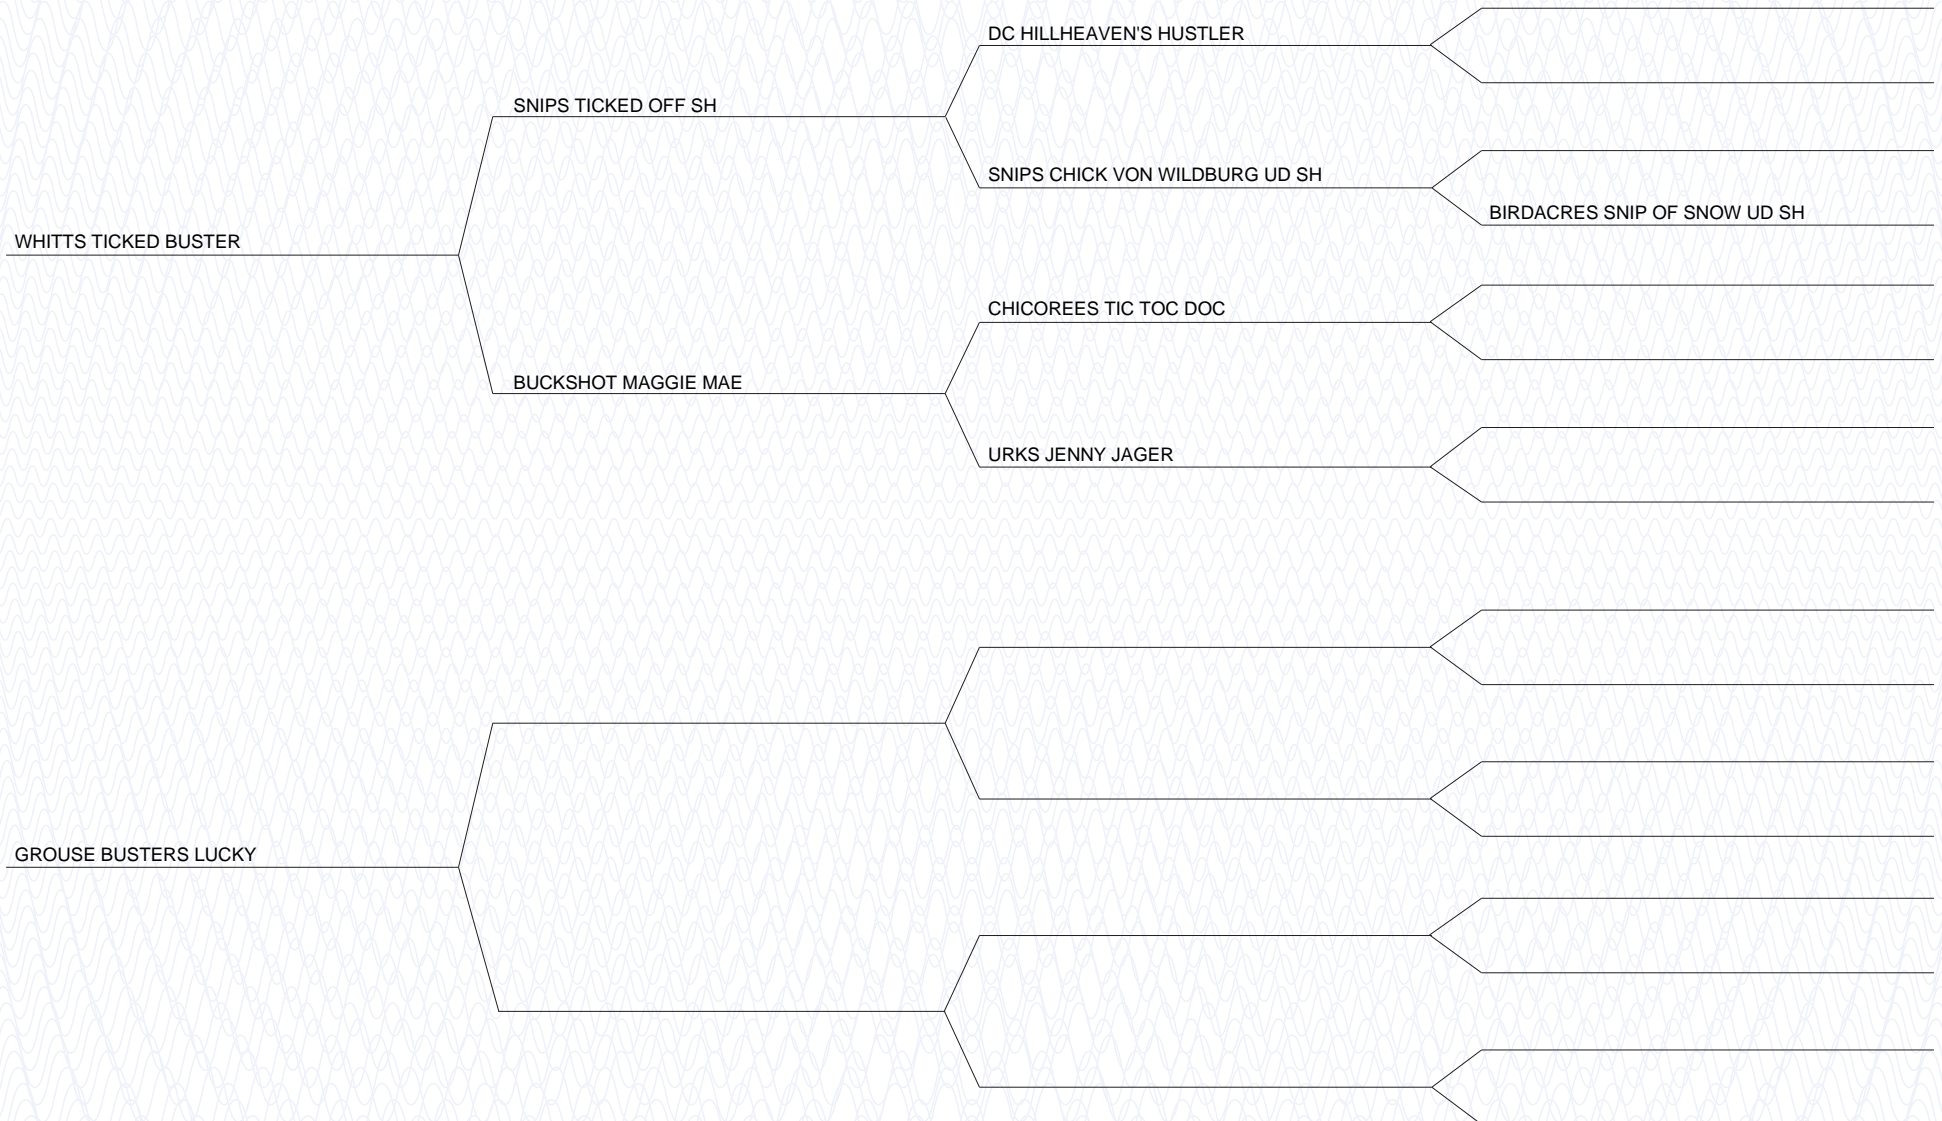 DC HILLHEAVEN'S HUSTLER
SNIPS TICKED OFF SH
SNIPS CHICK VON WILDBURG UD SH
BIRDACRES SNIP OF SNOW UD SH
WHITTS TICKED BUSTER
CHICOREES TIC TOC DOC
BUCKSHOT MAGGIE MAE
URKS JENNY JAGER
GROUSE BUSTERS LUCKY